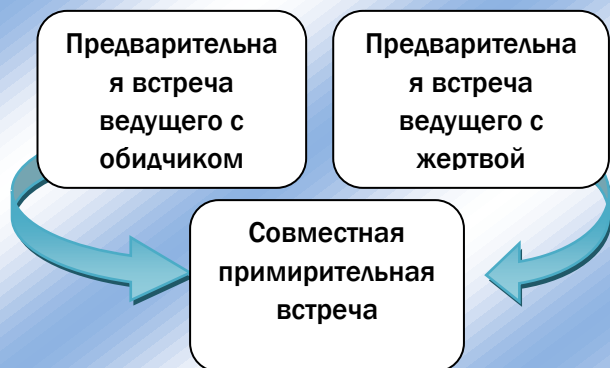 Предварительна
я встреча
ведущего с
обидчиком
Предварительна
я встреча
ведущего с
жертвой
Совместная
примирительная
встреча